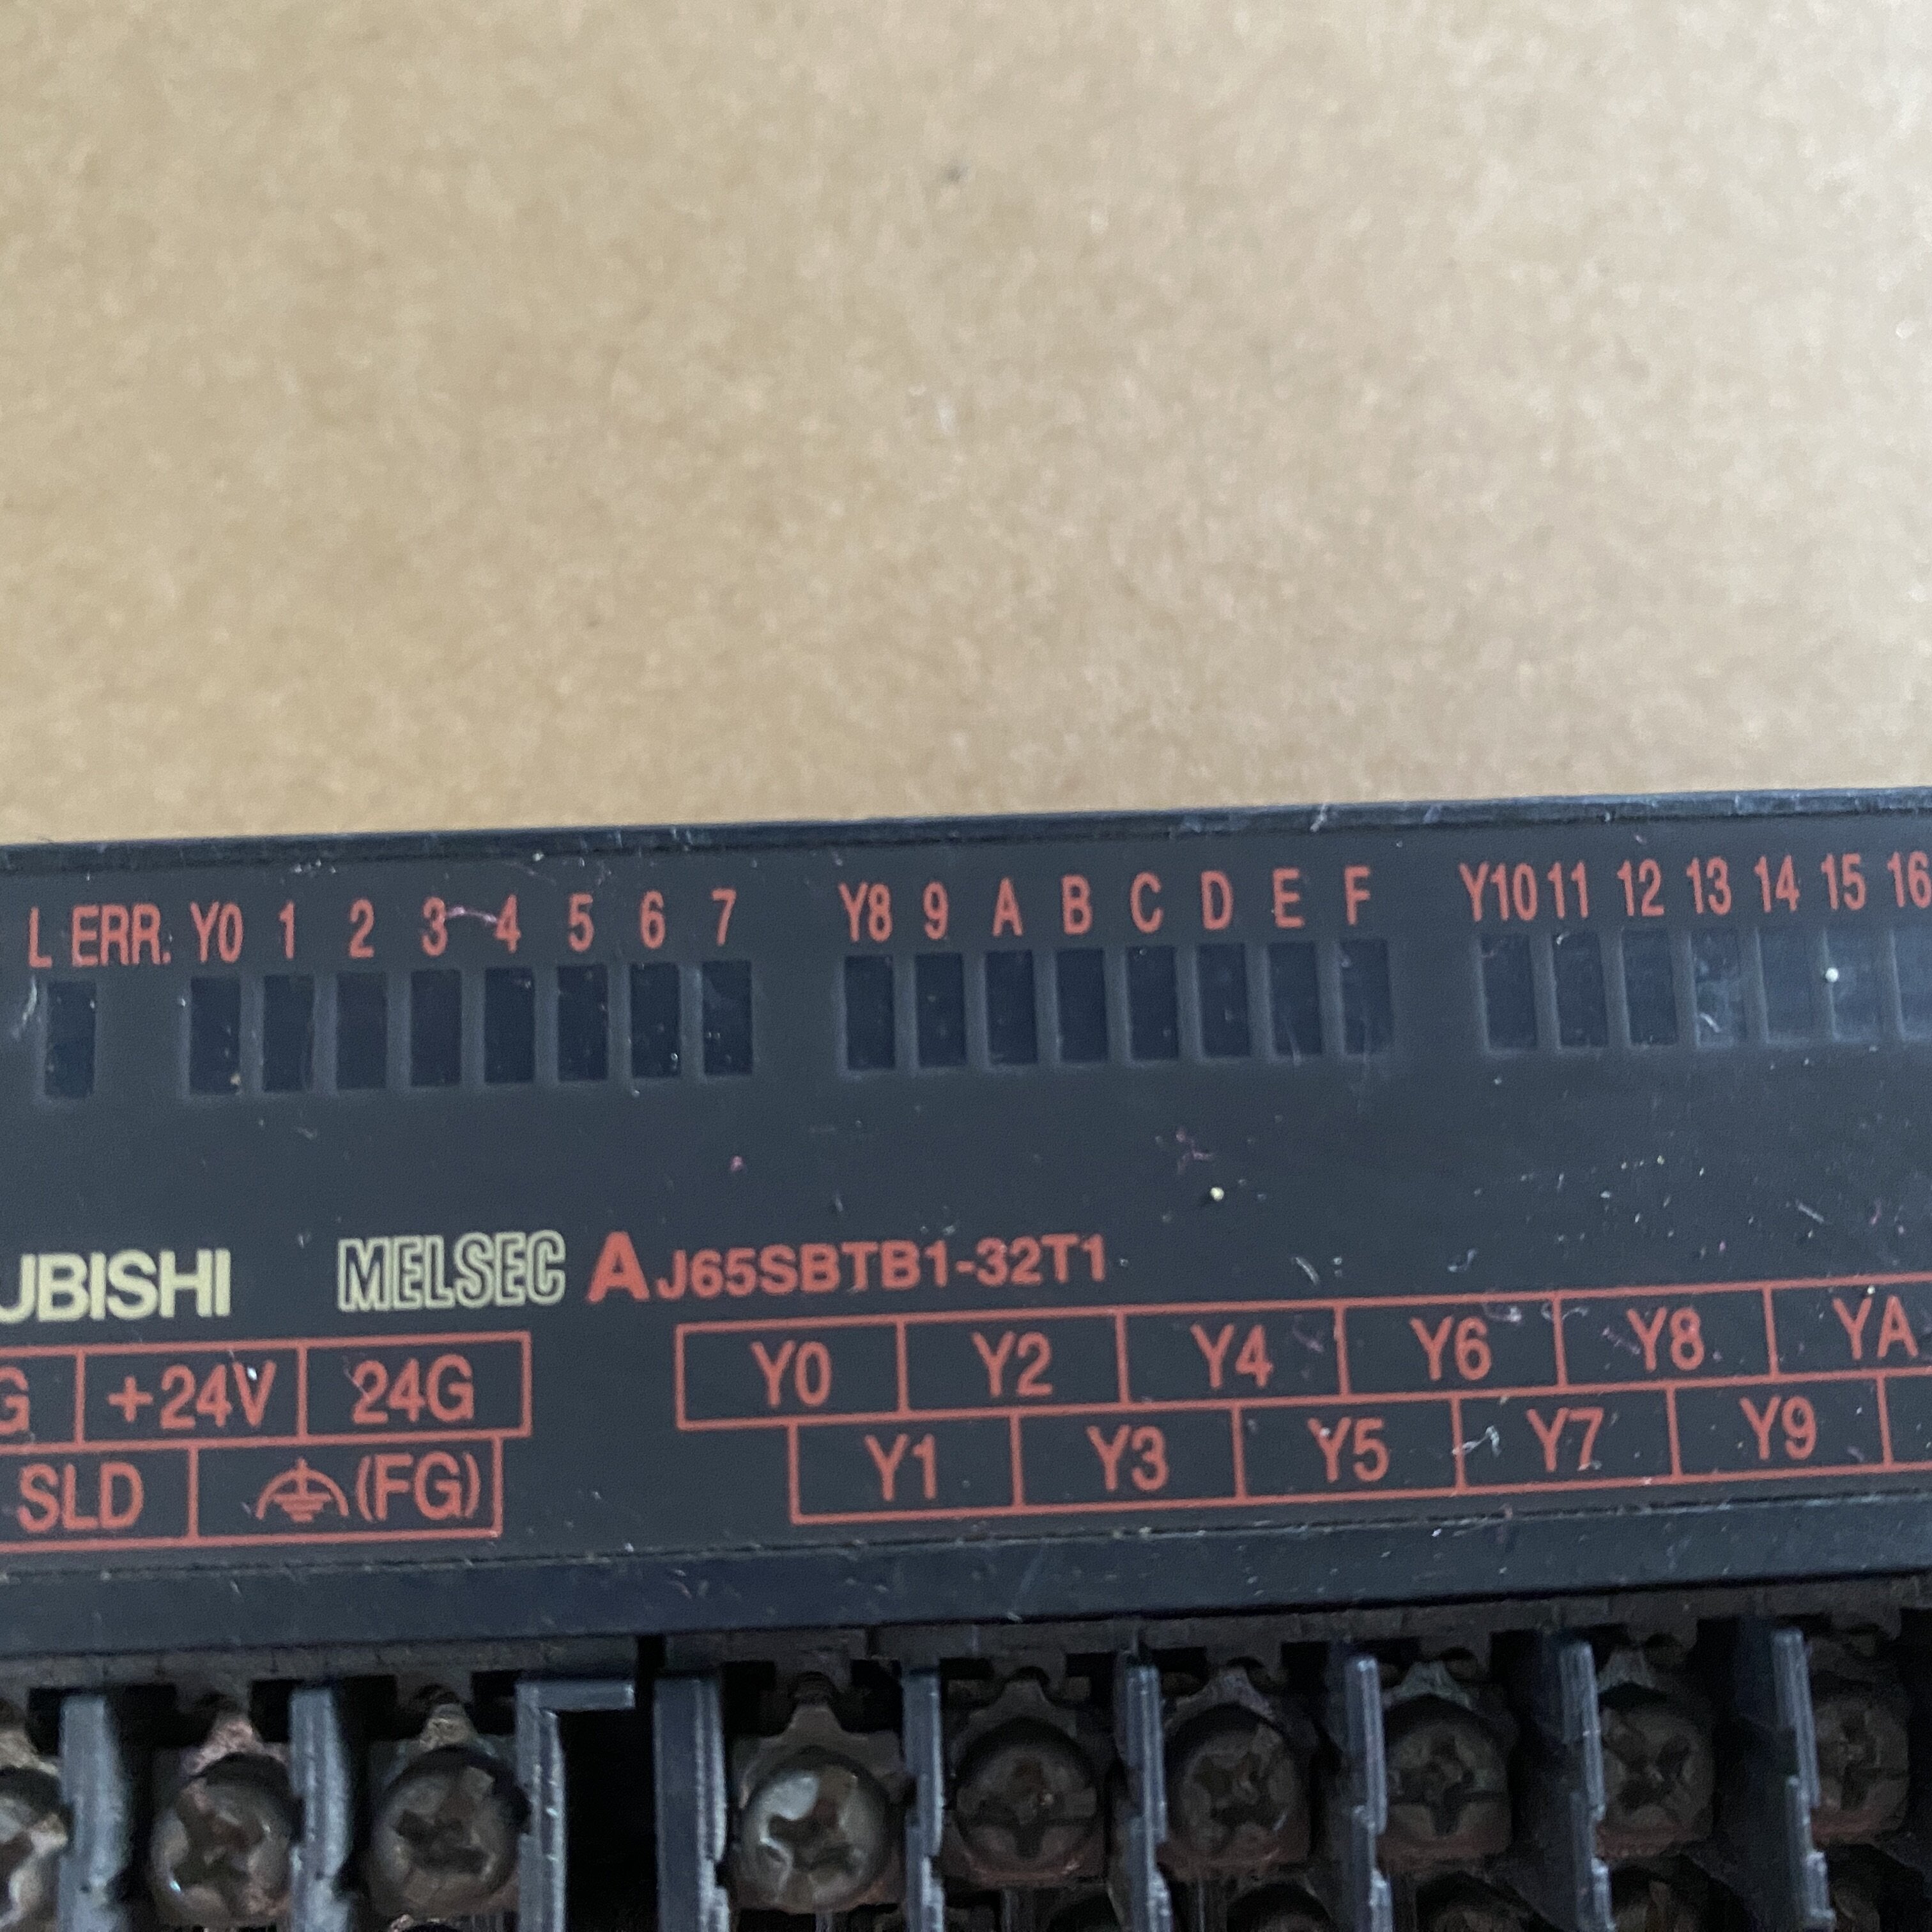 L ERR. Y0 1 2 3 4 5 6 7 Y8 9 A B C D E F Y10 11 12 13 14 15 16
UBISHI MELSEC AJ65SBTB1-32T1
G +24V 24G Y0 Y2 Y4 Y6 Y8 YA
SLD (FG) Y1 Y3 Y5 Y7 Y9